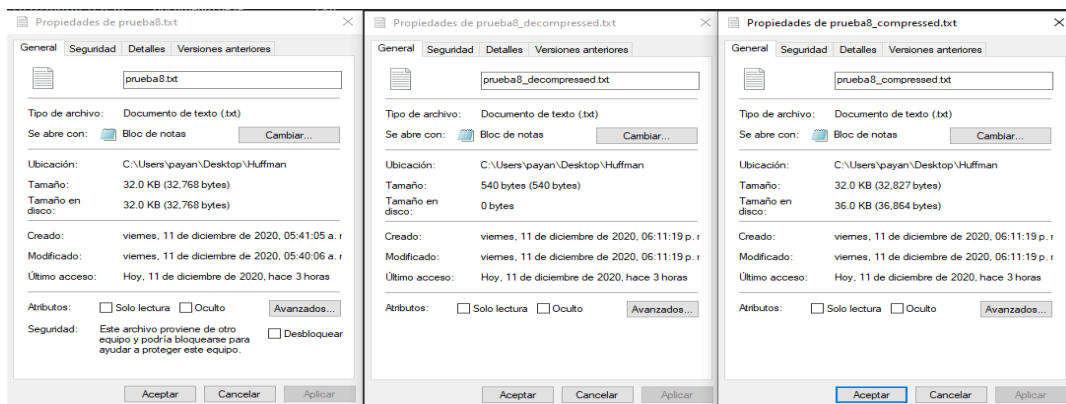 Propiedades de prueba8.txt
General Seguridad Detalles Versiones anteriores
prueba8.txt
Tipo de archivo: Documento de texto (.txt)
Se abre con: Bloc de notas Cambiar...
Ubicación: C:\Users\payan\Desktop\Huffman
Tamaño: 32.0 KB (32,768 bytes)
Tamaño en disco: 32.0 KB (32,768 bytes)
Creado: viernes, 11 de diciembre de 2020, 05:41:05 a. r
Modificado: viernes, 11 de diciembre de 2020, 05:40:06 a. r
Último acceso: Hoy, 11 de diciembre de 2020, hace 3 horas
Atributos: Solo lectura Oculto Avanzados...
Seguridad: Este archivo proviene de otro
equipo y podría bloquearse para
ayudar a proteger este equipo.
Desbloquear
Aceptar Cancelar Aplicar
Propiedades de prueba8_decompressed.txt
General Seguridad Detalles Versiones anteriores
prueba8_decompressed.txt
Tipo de archivo: Documento de texto (.txt)
Se abre con: Bloc de notas Cambiar...
Ubicación: C:\Users\payan\Desktop\Huffman
Tamaño: 540 bytes (540 bytes)
Tamaño en disco: 0 bytes
Creado: viernes, 11 de diciembre de 2020, 06:11:19 p. r
Modificado: viernes, 11 de diciembre de 2020, 06:11:19 p. r
Último acceso: Hoy, 11 de diciembre de 2020, hace 3 horas
Atributos: Solo lectura Oculto Avanzados...
Aceptar Cancelar Aplicar
Propiedades de prueba8_compressed.txt
General Seguridad Detalles Versiones anteriores
prueba8_compressed.txt
Tipo de archivo: Documento de texto (.txt)
Se abre con: Bloc de notas Cambiar...
Ubicación: C:\Users\payan\Desktop\Huffman
Tamaño: 32.0 KB (32,827 bytes)
Tamaño en disco: 36.0 KB (36,864 bytes)
Creado: viernes, 11 de diciembre de 2020, 06:11:19 p. r
Modificado: viernes, 11 de diciembre de 2020, 06:11:19 p. r
Último acceso: Hoy, 11 de diciembre de 2020, hace 3 horas
Atributos: Solo lectura Oculto Avanzados...
Aceptar Cancelar Aplicar